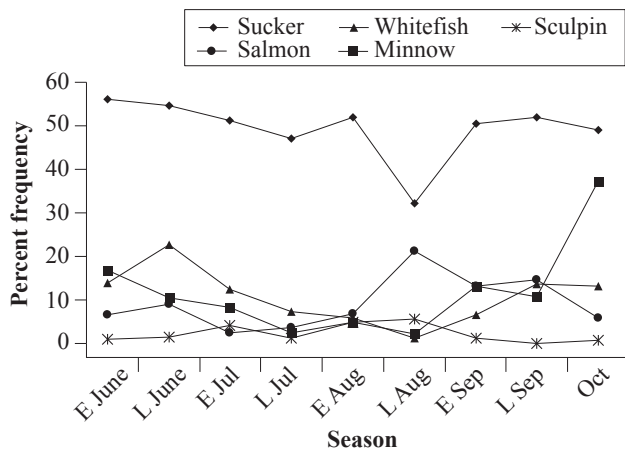 Sucker Whitefish Sculpin
Salmon Minnow
Percent frequency
60
50
40
30
20
10
0
E June L June E Jul L Jul E Aug L Aug E Sep L Sep Oct
Season